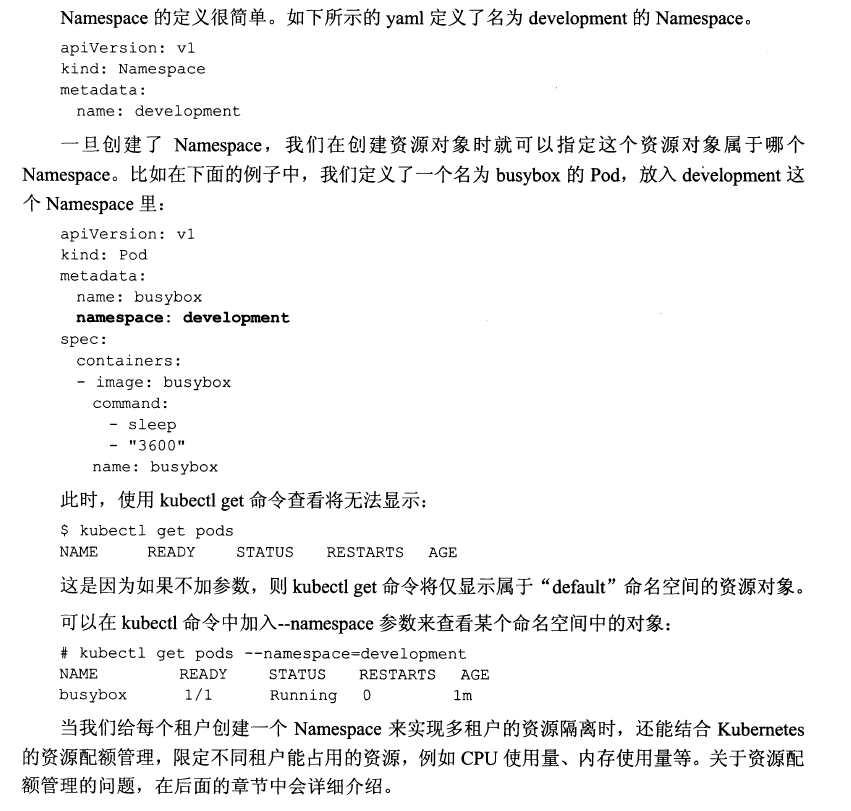 Namespace 的定义很简单。如下所示的 yaml 定义了名为 development 的 Namespace。
apiVersion: v1
kind: Namespace
metadata:
  name: development
一旦创建了 Namespace，我们在创建资源对象时就可以指定这个资源对象属于哪个
Namespace。比如在下面的例子中，我们定义了一个名为 busybox 的 Pod，放入 development 这
个 Namespace 里：
apiVersion: v1
kind: Pod
metadata:
  name: busybox
  namespace: development
spec:
  containers:
  - image: busybox
    command:
      - sleep
      - "3600"
    name: busybox
此时，使用 kubectl get 命令查看将无法显示：
$ kubectl get pods
NAME      READY     STATUS    RESTARTS   AGE
这是因为如果不加参数，则 kubectl get 命令将仅显示属于“default”命名空间的资源对象。
可以在 kubectl 命令中加入--namespace 参数来查看某个命名空间中的对象：
# kubectl get pods --namespace=development
NAME          READY     STATUS    RESTARTS   AGE
busybox       1/1       Running   0          1m
当我们给每个租户创建一个 Namespace 来实现多租户的资源隔离时，还能结合 Kubernetes
的资源配额管理，限定不同租户能占用的资源，例如 CPU 使用量、内存使用量等。关于资源配
额管理的问题，在后面的章节中会详细介绍。